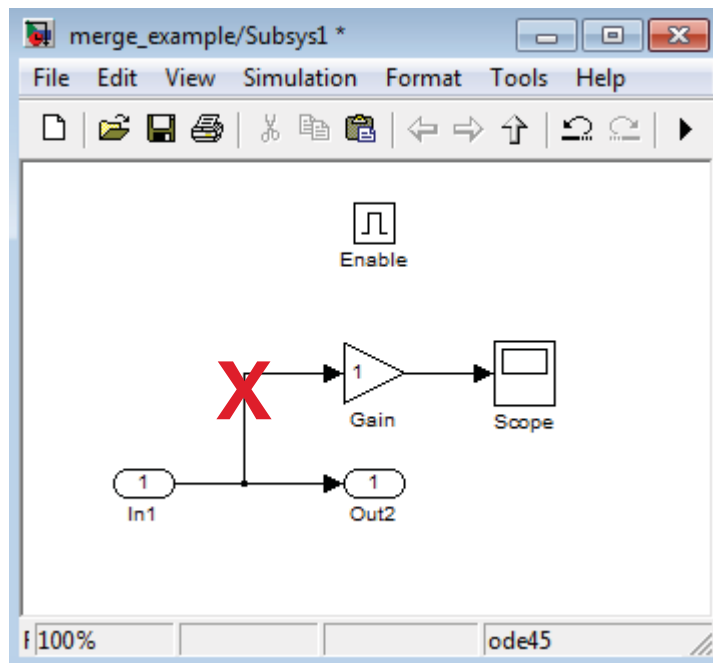 merge_example/Subsys1 *
File Edit View Simulation Format Tools Help
Enable
X
1
Gain
Scope
1
In1
1
Out2
100%
ode45